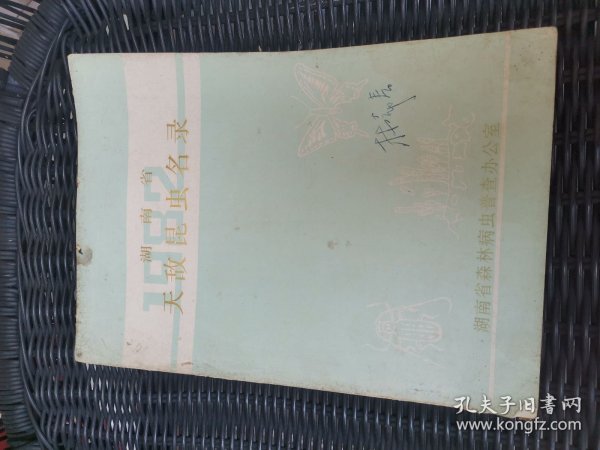 湖南省
1982
天敌昆虫名录
湖南省森林病虫普查办公室
孔夫子旧书网
www.kongfz.com